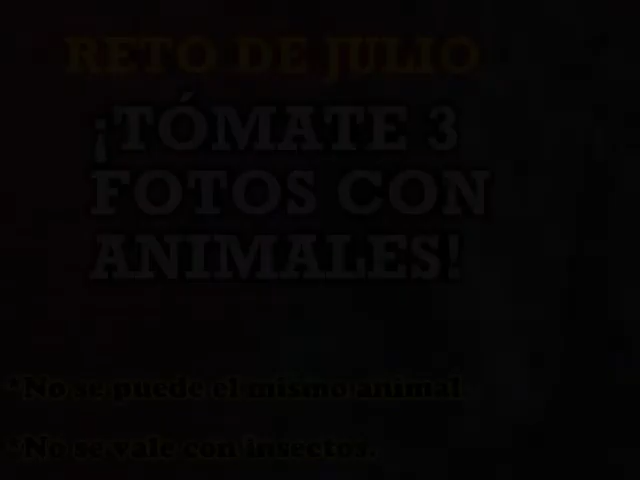 RETO DE JULIO
¡TÓMATE 3
FOTOS CON
ANIMALES!
*No se puede el mismo animal.
*No se vale con insectos.